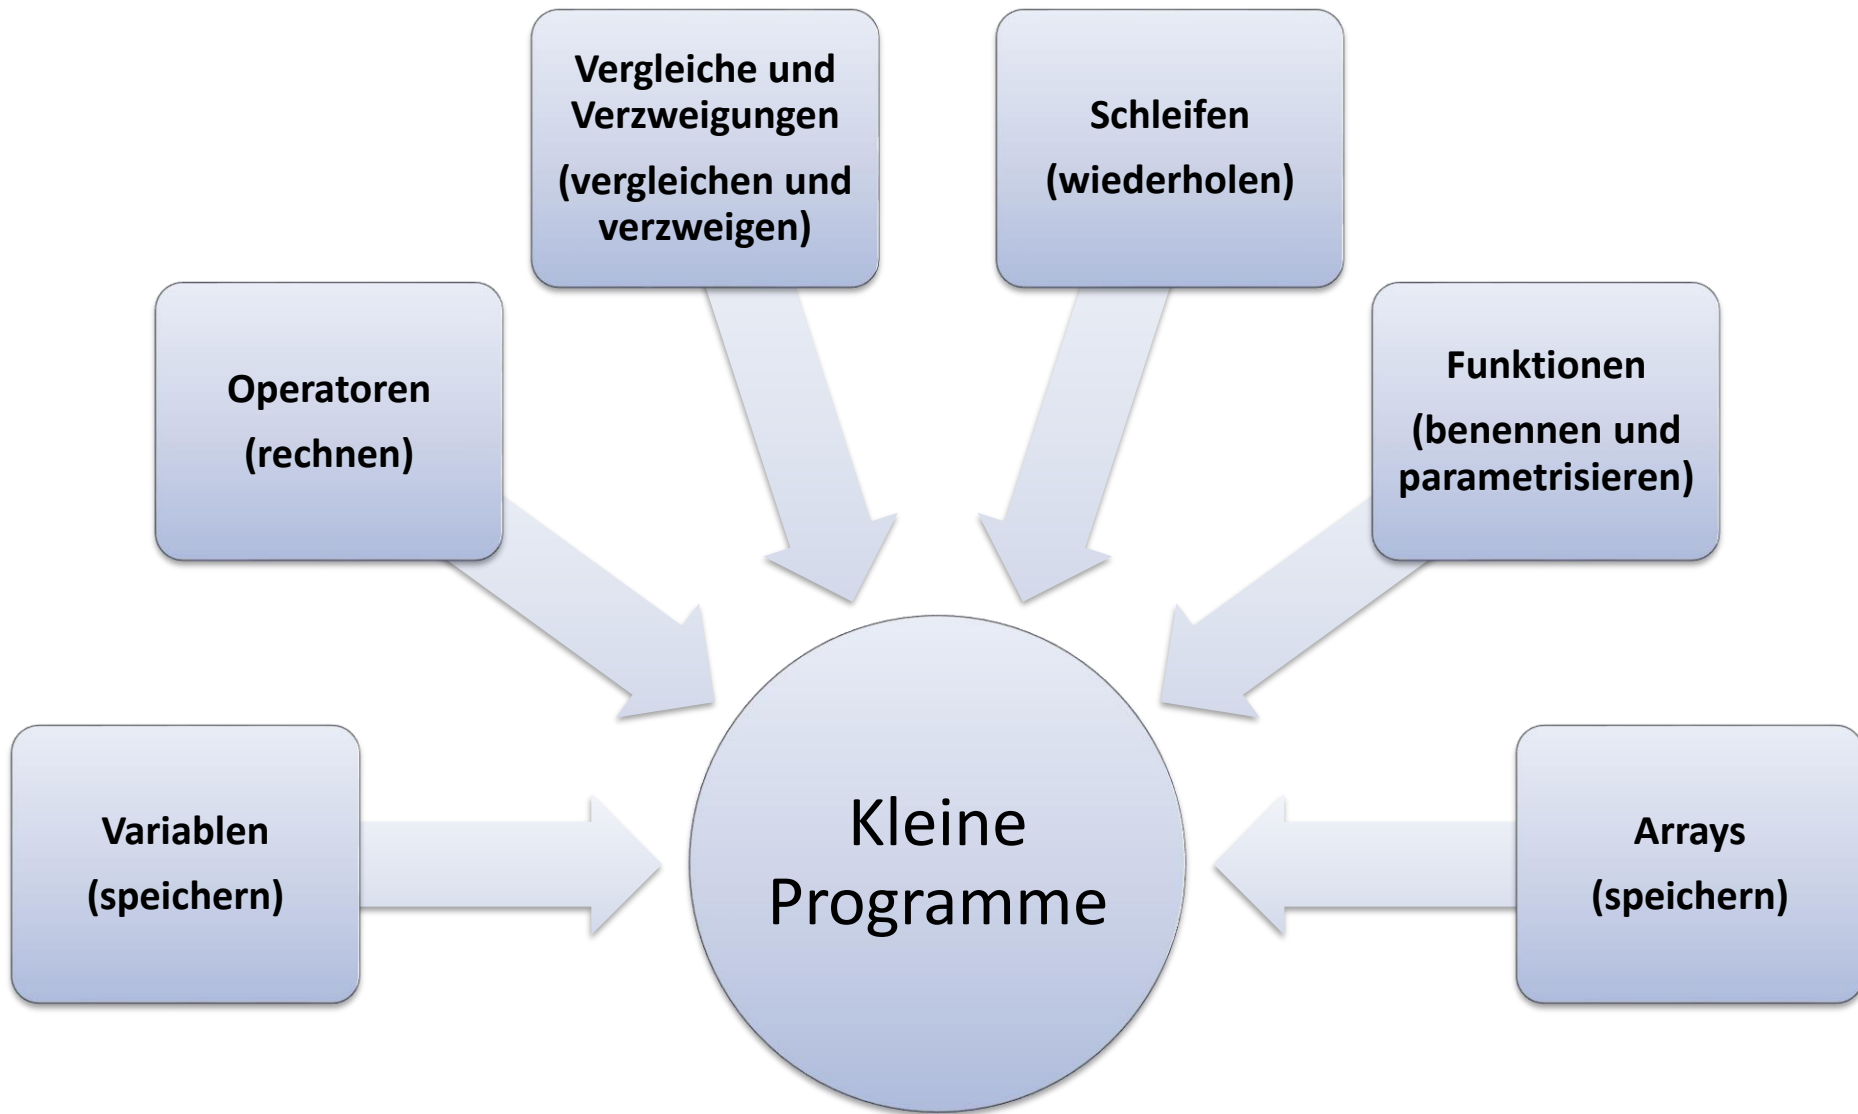 Vergleiche und
Verzweigungen
(vergleichen und
verzweigen)
Schleifen
(wiederholen)
Operatoren
(rechnen)
Funktionen
(benennen und
parametrisieren)
Variablen
(speichern)
Kleine
Programme
Arrays
(speichern)